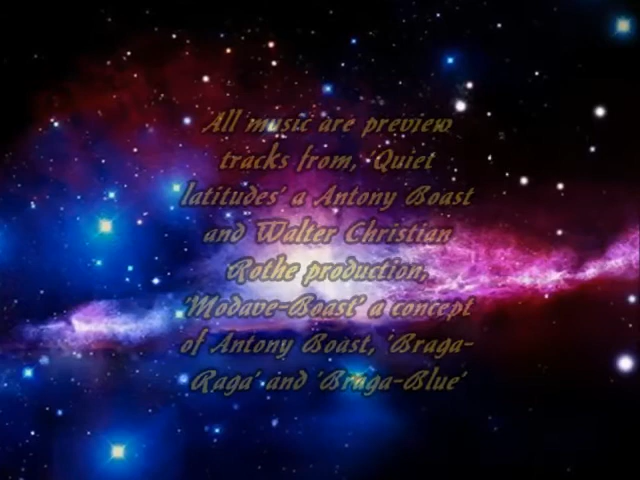 All music are preview
tracks from, 'Quiet
latitudes' a Antony Boast
and Walter Christian
Rothe production,
'Modave-Boast' a concept
of Antony Boast, 'Braga-
Raga' and 'Braga-Blue'